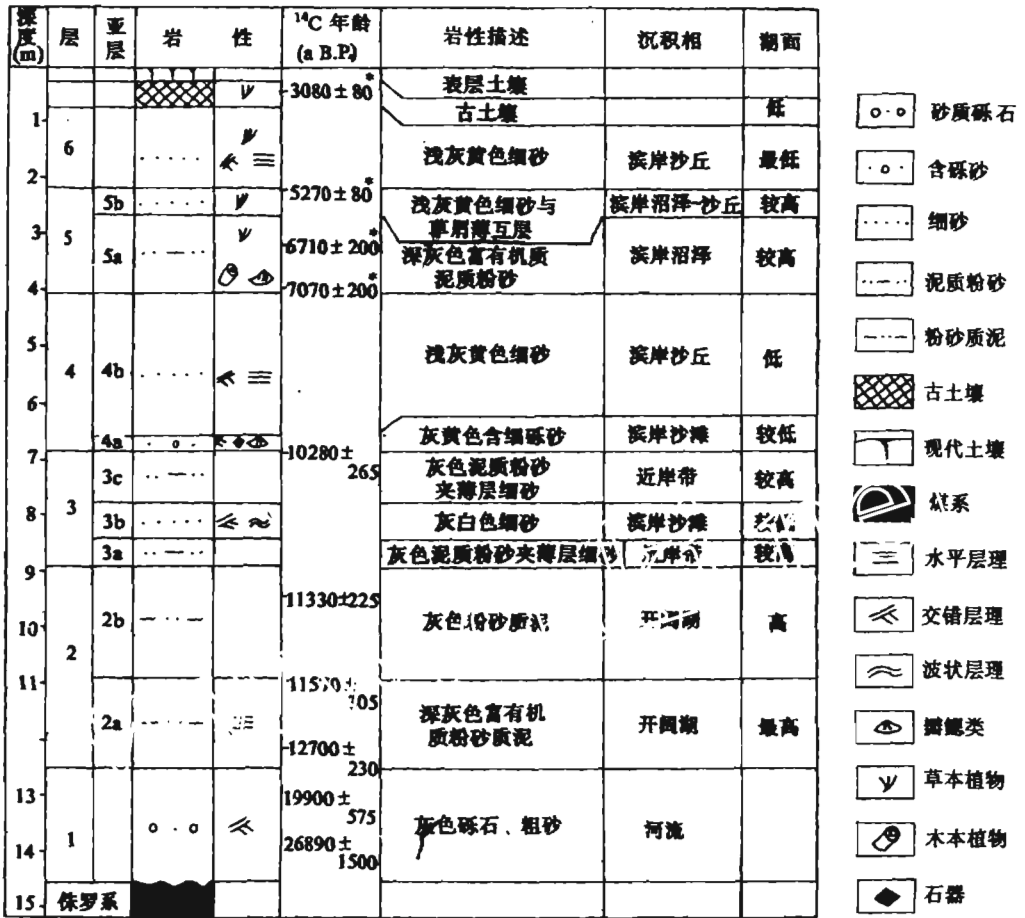 深度(m) 层 亚层 岩 性 ¹⁴C 年龄 (a B.P.) 岩性描述 沉积相 湖面
3080±80* 表层土壤
古土壤 低
1
6 浅灰黄色细砂 滨岸沙丘 最低
2
5270±80*
5b 浅灰黄色细砂与草屑薄互层 滨岸沼泽~沙丘 较高
3 5
6710±200*
5a 深灰色富有机质泥质粉砂 滨岸沼泽 较高
4 7070±200*
5
4 4b 浅灰黄色细砂 滨岸沙丘 低
6
4a 灰黄色含细砾砂 滨岸沙滩 较低
7 10280±265
3c 灰色泥质粉砂夹薄层细砂 近岸带 较高
8 3 3b 灰白色细砂 滨岸沙滩
3a 灰色泥质粉砂夹薄层细砂
9
11330±225
10 2b 灰色粉砂质泥 高
2
11
2a 深灰色富有机质粉砂质泥 开阔湖 最高
12700±230
13 19900±575
1 灰色砾石、粗砂 河流
14 26890±1500
15 侏罗系
砂质砾石
含砾砂
细砂
泥质粉砂
粉砂质泥
古土壤
现代土壤
煤系
水平层理
交错层理
波状层理
瓣鳃类
草本植物
木本植物
石器